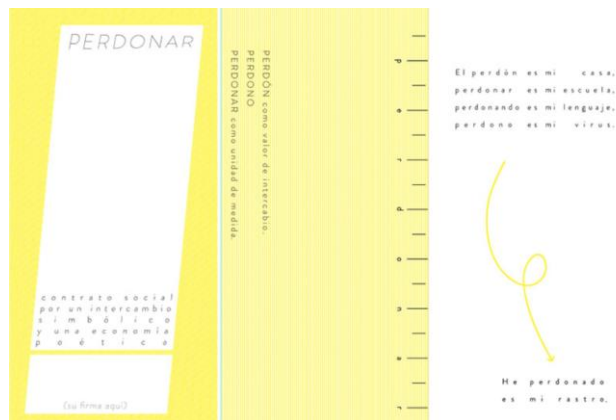 PERDONAR
contrato social
por un intercambio
simbólico
y una economía
poética
(su firma aquí)
PERDÓN como valor de intercabio.
PERDONO
PERDONAR como unidad de medida.
perdonar
El perdón es mi casa,
perdonar es mi escuela,
perdonando es mi lenguaje,
perdono es mi virus.
He perdonado
es mi rastro.